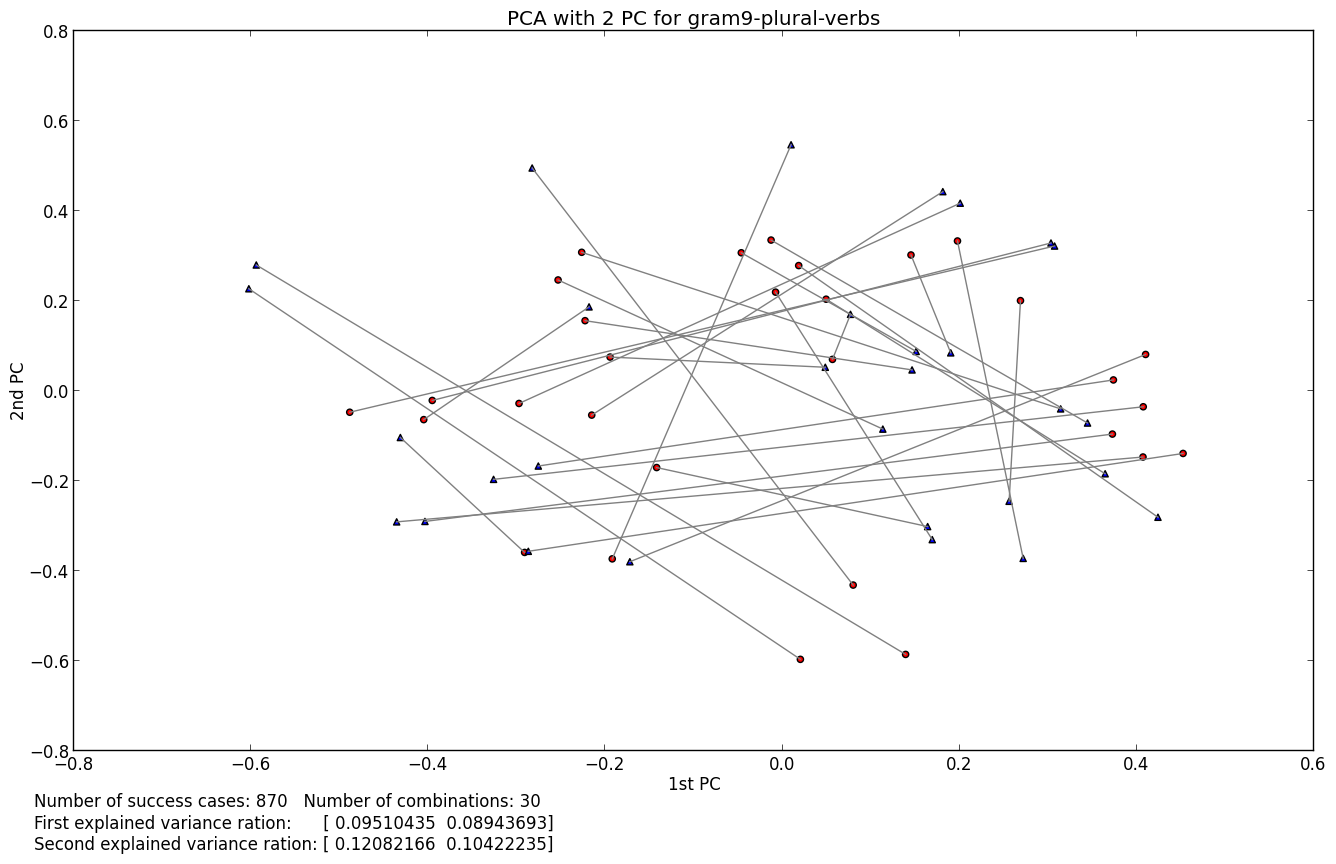 PCA with 2 PC for gram9-plural-verbs
0.8
0.6
0.4
0.2
0.0
−0.2
−0.4
−0.6
−0.8
2nd PC
−0.8 −0.6 −0.4 −0.2 0.0 0.2 0.4 0.6
1st PC
Number of success cases: 870 Number of combinations: 30
First explained variance ration: [ 0.09510435 0.08943693]
Second explained variance ration: [ 0.12082166 0.10422235]